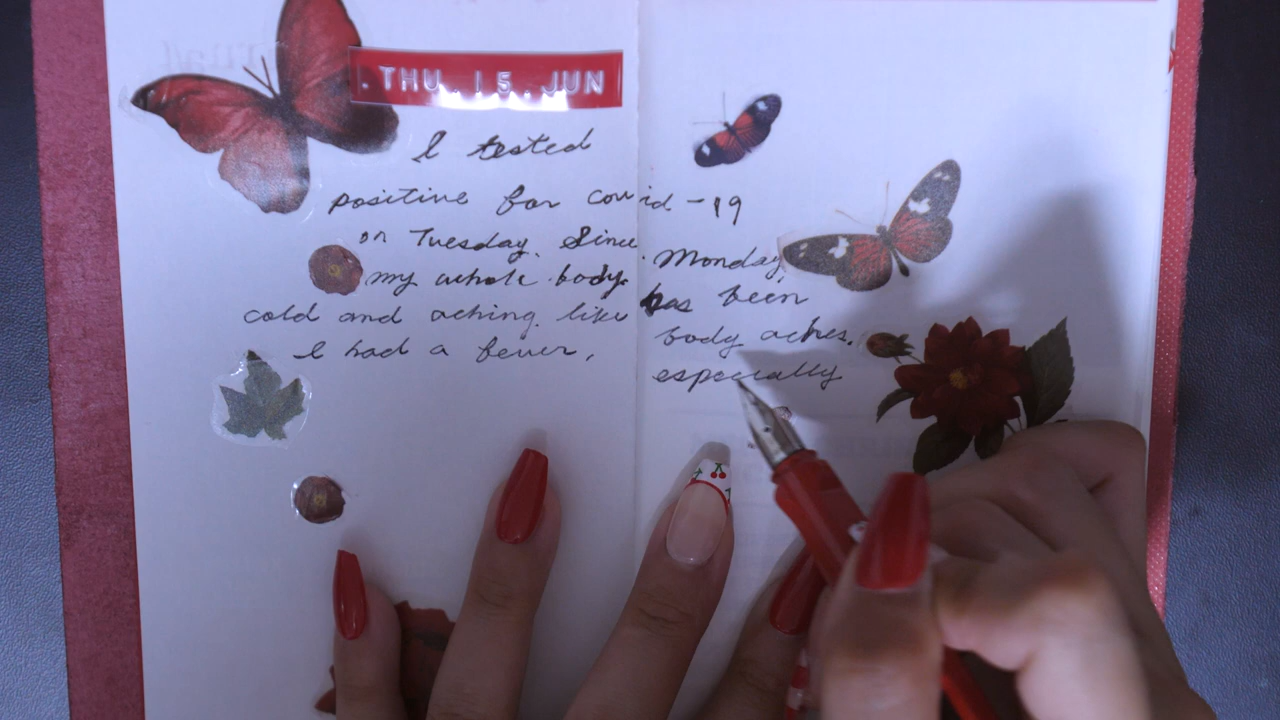 . THU . 15 . JUN
I tested
positive for covid-19
on Tuesday. Since Monday,
my whole body has been
cold and aching like body aches.
I had a fever, especially